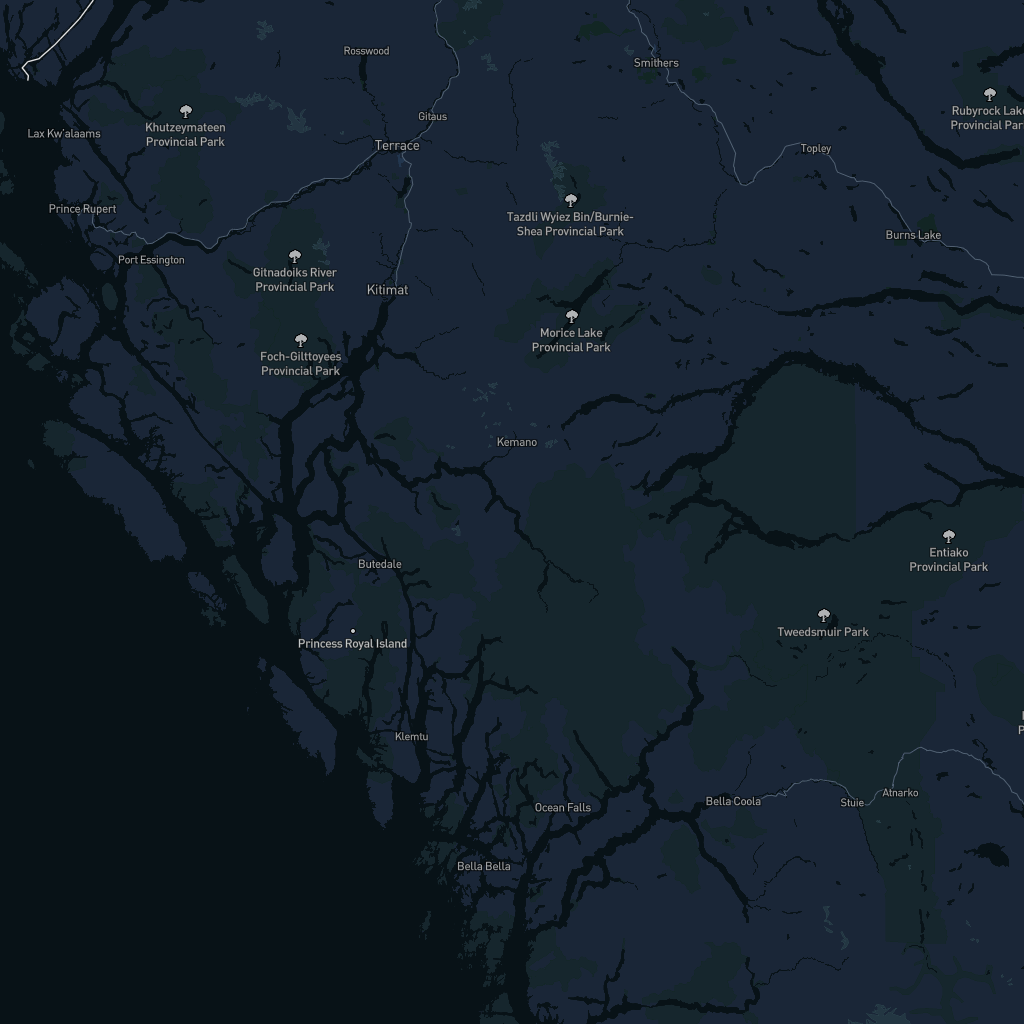 Rosswood
Smithers
Rubyrock Lake
Provincial Par
Gitaus
Khutzeymateen
Provincial Park
Lax Kw'alaams
Terrace
Topley
Prince Rupert
Tazdli Wyiez Bin/Burnie-
Shea Provincial Park
Burns Lake
Port Essington
Gitnadoiks River
Provincial Park
Kitimat
Morice Lake
Provincial Park
Foch-Gilttoyees
Provincial Park
Kemano
Entiako
Provincial Park
Butedale
Tweedsmuir Park
Princess Royal Island
Klemtu
Atnarko
Bella Coola
Stuie
Ocean Falls
Bella Bella